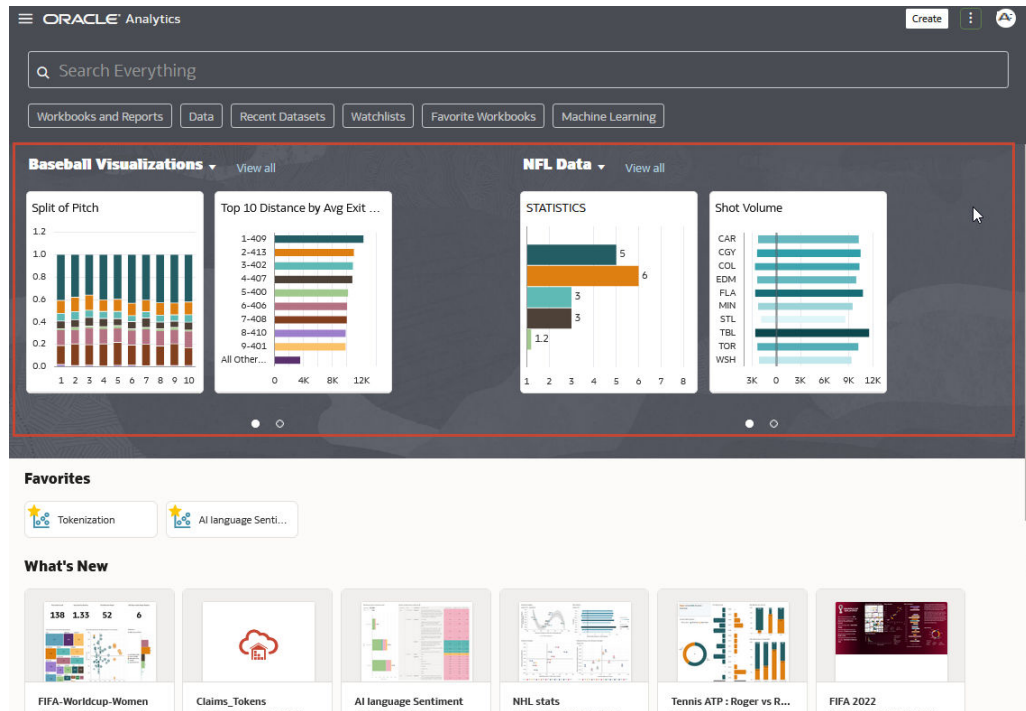 ORACLE Analytics
Create
Search Everything
Workbooks and Reports
Data
Recent Datasets
Watchlists
Favorite Workbooks
Machine Learning
Baseball Visualizations
View all
NFL Data
View all
Split of Pitch
1.2
1.0
0.8
0.6
0.4
0.2
0.0
1 2 3 4 5 6 7 8 9 10
Top 10 Distance by Avg Exit ...
1-409
2-413
3-402
4-407
5-400
6-406
7-408
8-410
9-401
All Other...
0 4K 8K 12K
STATISTICS
5
6
3
3
1.2
1 2 3 4 5 6 7 8
Shot Volume
CAR
CGY
COL
EDM
FLA
MIN
STL
TBL
TOR
WSH
3K 0 3K 6K 9K 12K
Favorites
Tokenization
AI language Senti...
What's New
138 1.33 52 6
FIFA-Worldcup-Women
Claims_Tokens
AI language Sentiment
NHL stats
Tennis ATP : Roger vs R...
FIFA 2022